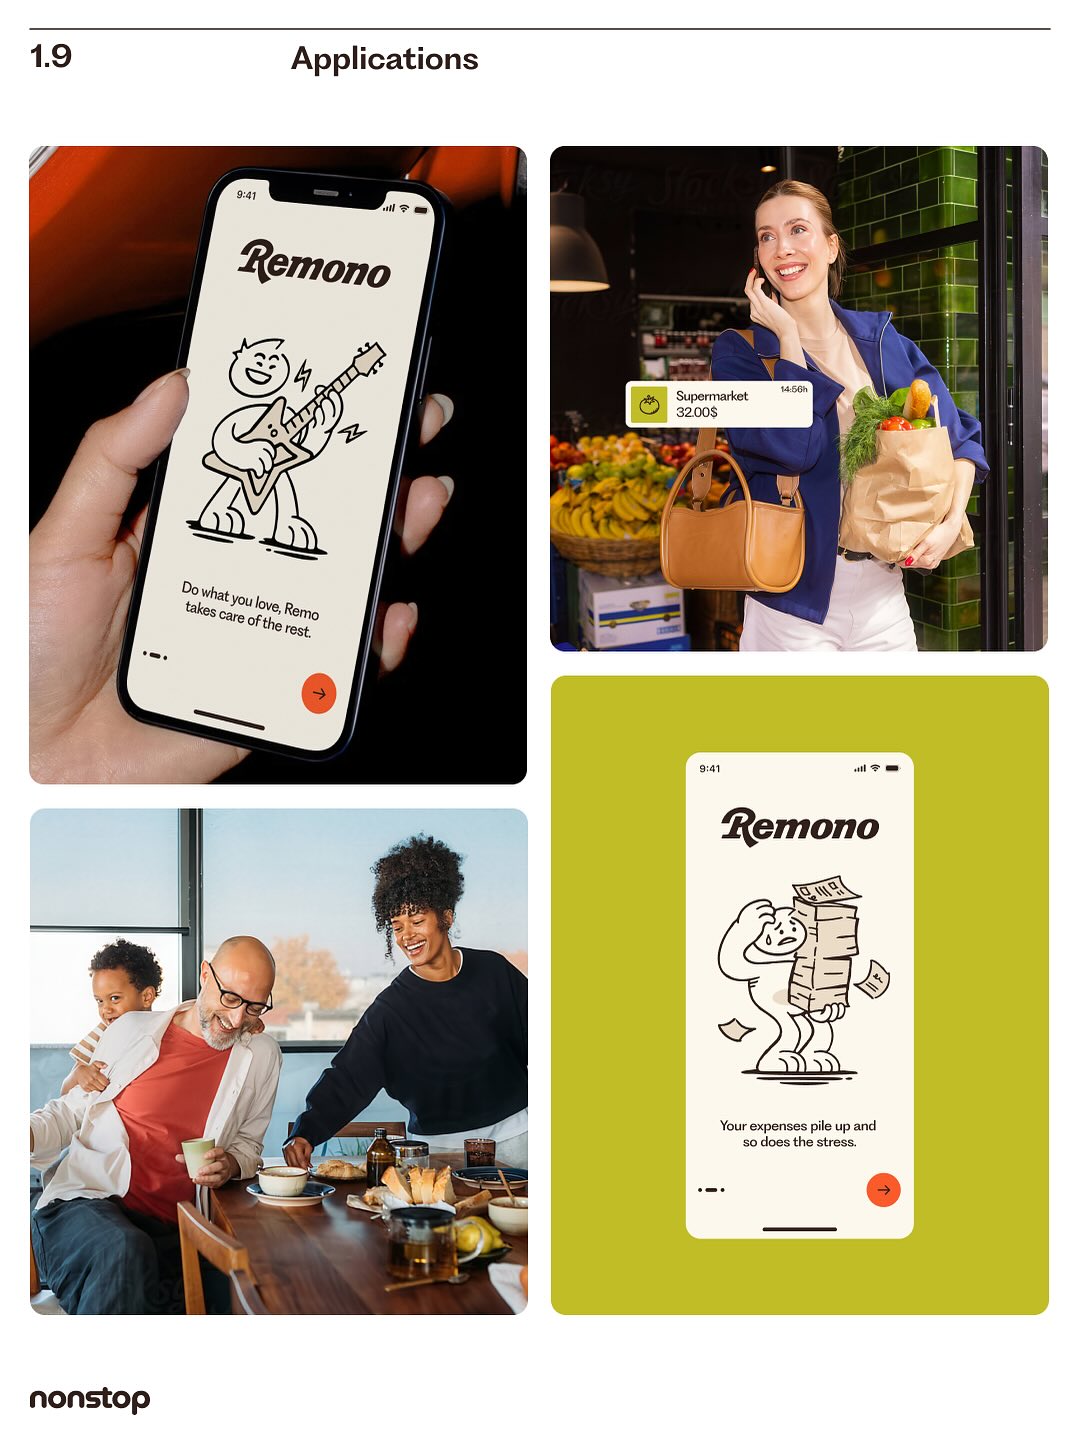 1.9
Applications
9:41
Remono
Do what you love, Remo
takes care of the rest.
Supermarket
14:56h
32.00$
9:41
Remono
Your expenses pile up and
so does the stress.
nonstop